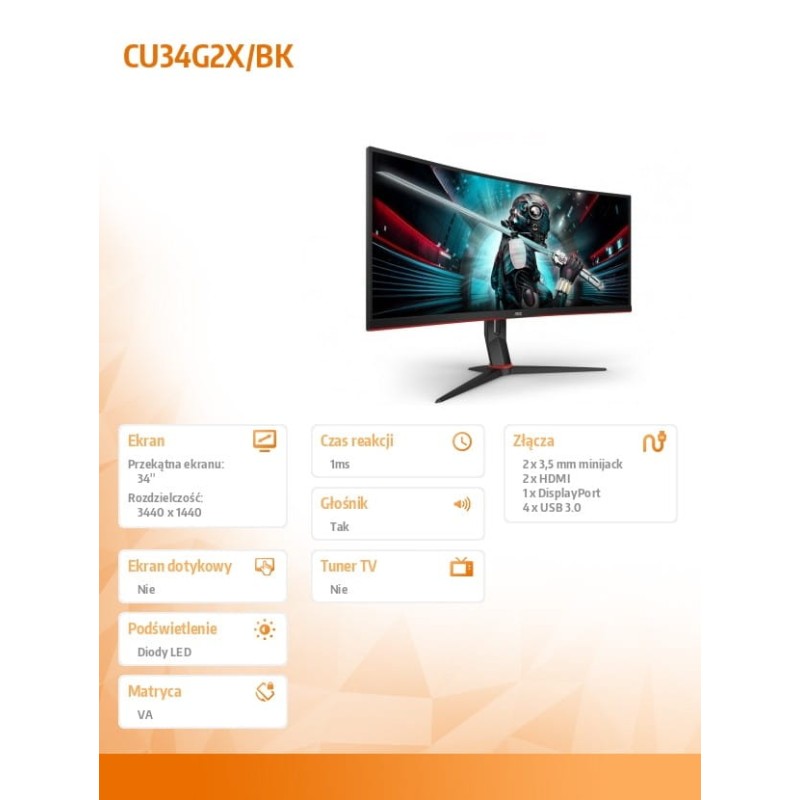 CU34G2X/BK
Ekran
Przekątna ekranu:
34"
Rozdzielczość:
3440 x 1440
Ekran dotykowy
Nie
Podświetlenie
Diody LED
Matryca
VA
Czas reakcji
1ms
Głośnik
Tak
Tuner TV
Nie
Złącza
2 x 3,5 mm minijack
2 x HDMI
1 x DisplayPort
4 x USB 3.0